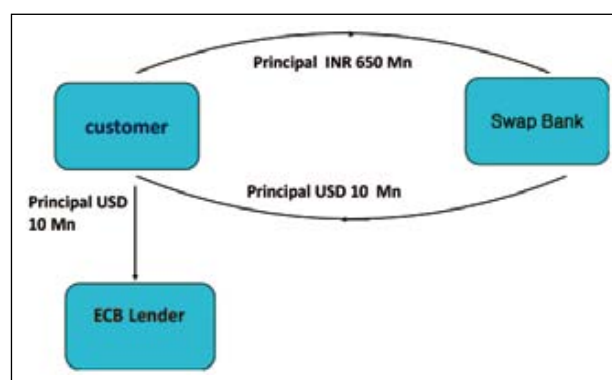 Principal INR 650 Mn
customer
Swap Bank
Principal USD 10 Mn
Principal USD
10 Mn
ECB Lender